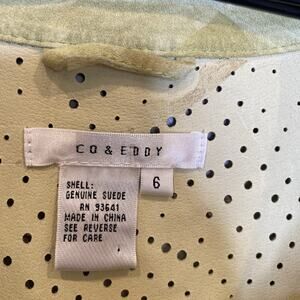 CO & EDDY
6
SHELL:
GENUINE SUEDE
RN 93641
MADE IN CHINA
SEE REVERSE
FOR CARE